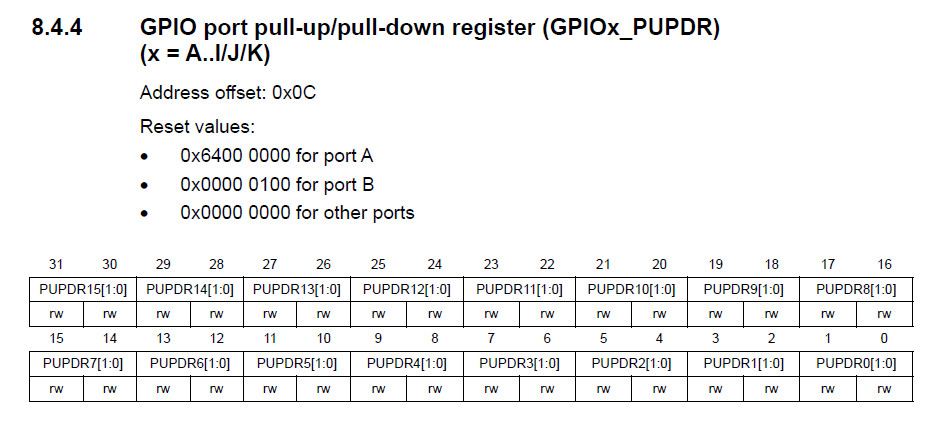 8.4.4 GPIO port pull-up/pull-down register (GPIOx_PUPDR)
(x = A..I/J/K)
Address offset: 0x0C
Reset values:
• 0x6400 0000 for port A
• 0x0000 0100 for port B
• 0x0000 0000 for other ports
31 30 29 28 27 26 25 24 23 22 21 20 19 18 17 16
PUPDR15[1:0] PUPDR14[1:0] PUPDR13[1:0] PUPDR12[1:0] PUPDR11[1:0] PUPDR10[1:0] PUPDR9[1:0] PUPDR8[1:0]
rw rw rw rw rw rw rw rw rw rw rw rw rw rw rw rw
15 14 13 12 11 10 9 8 7 6 5 4 3 2 1 0
PUPDR7[1:0] PUPDR6[1:0] PUPDR5[1:0] PUPDR4[1:0] PUPDR3[1:0] PUPDR2[1:0] PUPDR1[1:0] PUPDR0[1:0]
rw rw rw rw rw rw rw rw rw rw rw rw rw rw rw rw